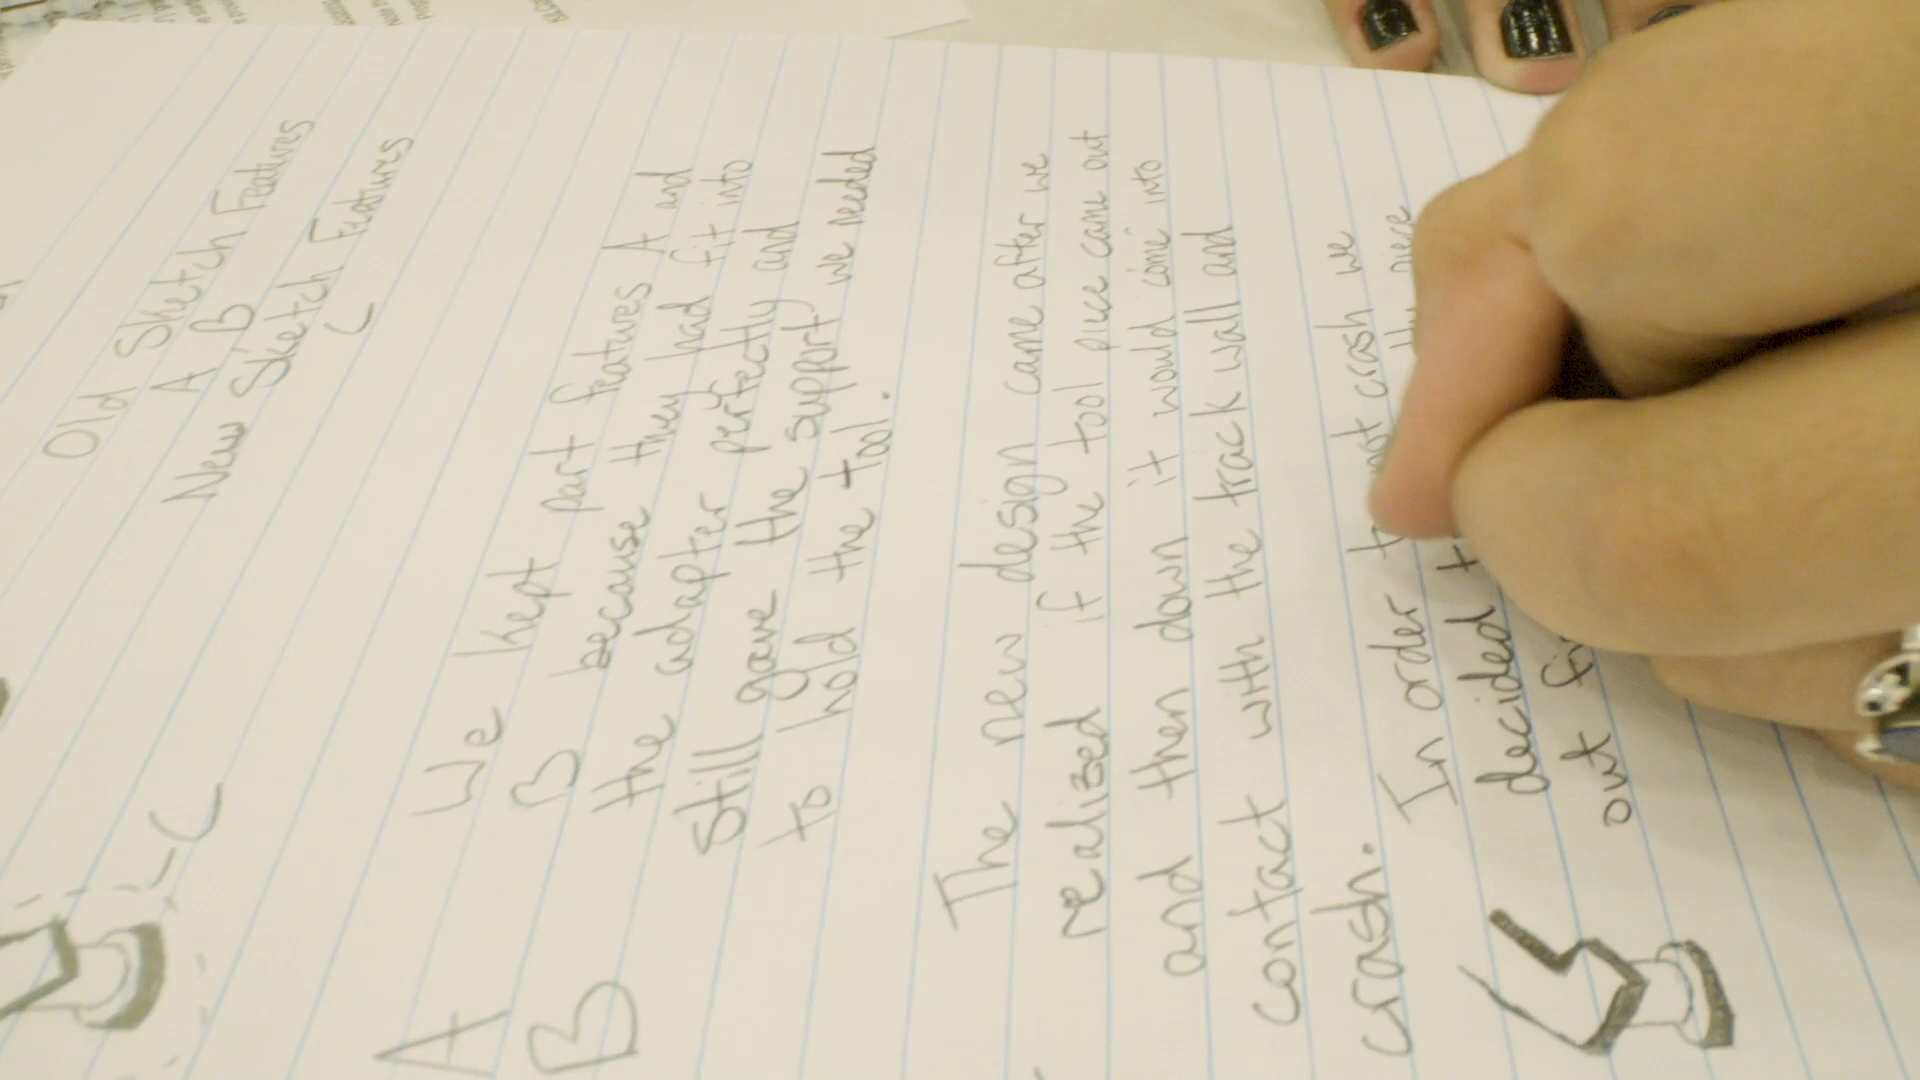 Old Sketch Features
A B
New Sketch Features
C
-C
A
B
We kept part features A and
B because they had fit into
the adapter perfectly and
still gave the support we needed
to hold the tool.
The new design came after we
realized if the tool piece came out
and then down it would come into
contact with the track wall and
crash.
In order crash we
decided piece
out